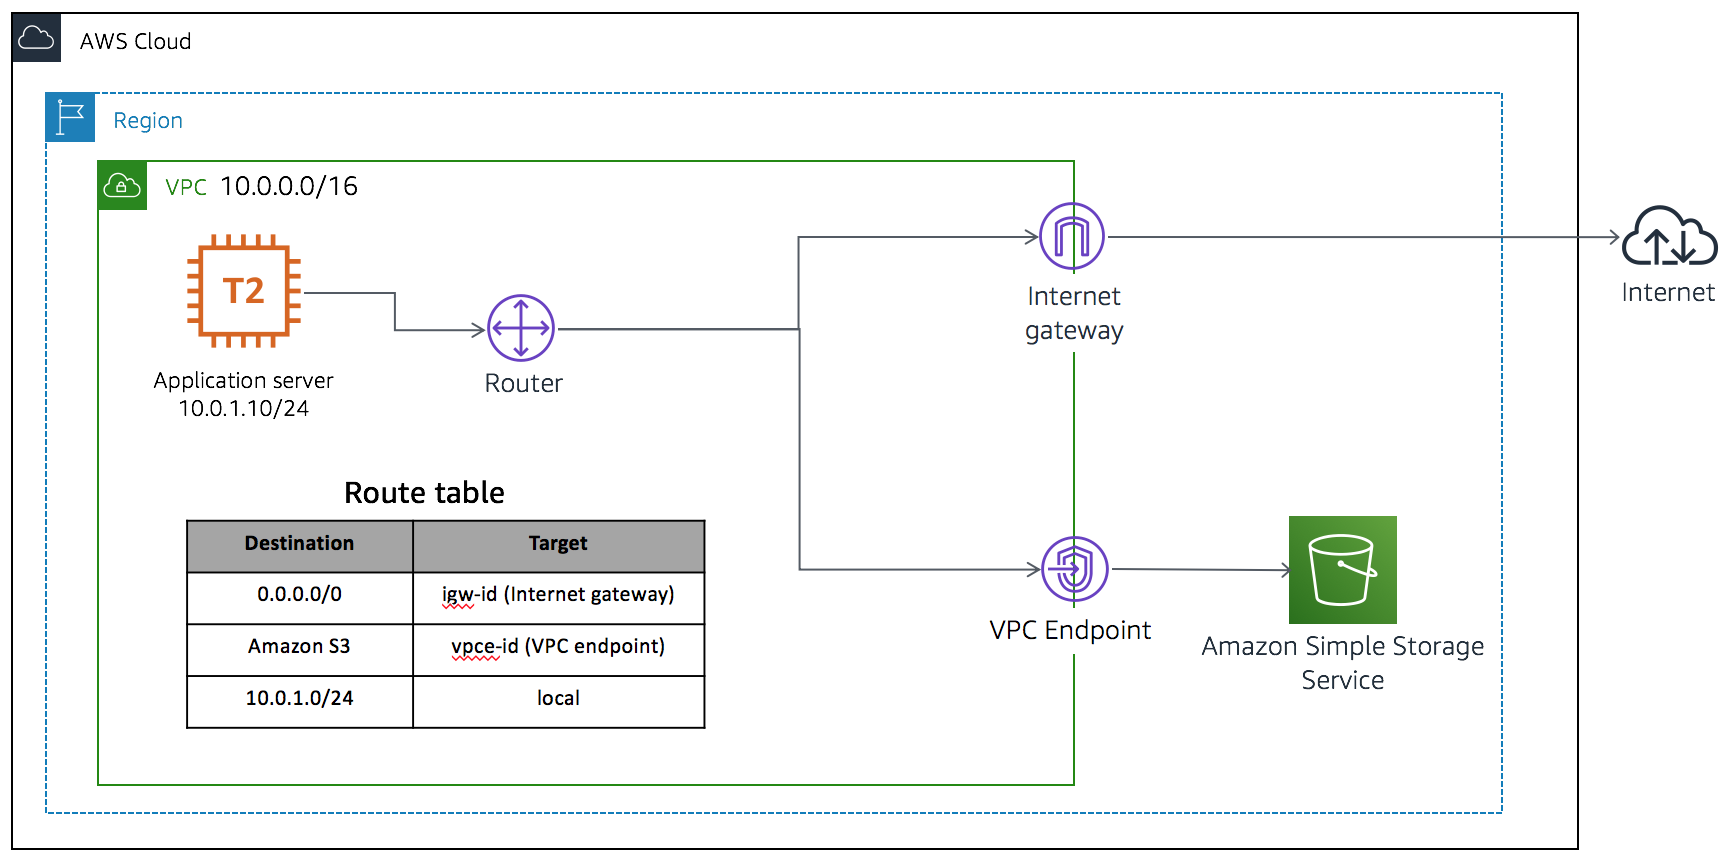 AWS Cloud
Region
VPC 10.0.0.0/16
T2
Application server
10.0.1.10/24
Router
Internet
gateway
Internet
Route table
Destination Target
0.0.0.0/0 igw-id (Internet gateway)
Amazon S3 vpce-id (VPC endpoint)
10.0.1.0/24 local
VPC Endpoint
Amazon Simple Storage
Service